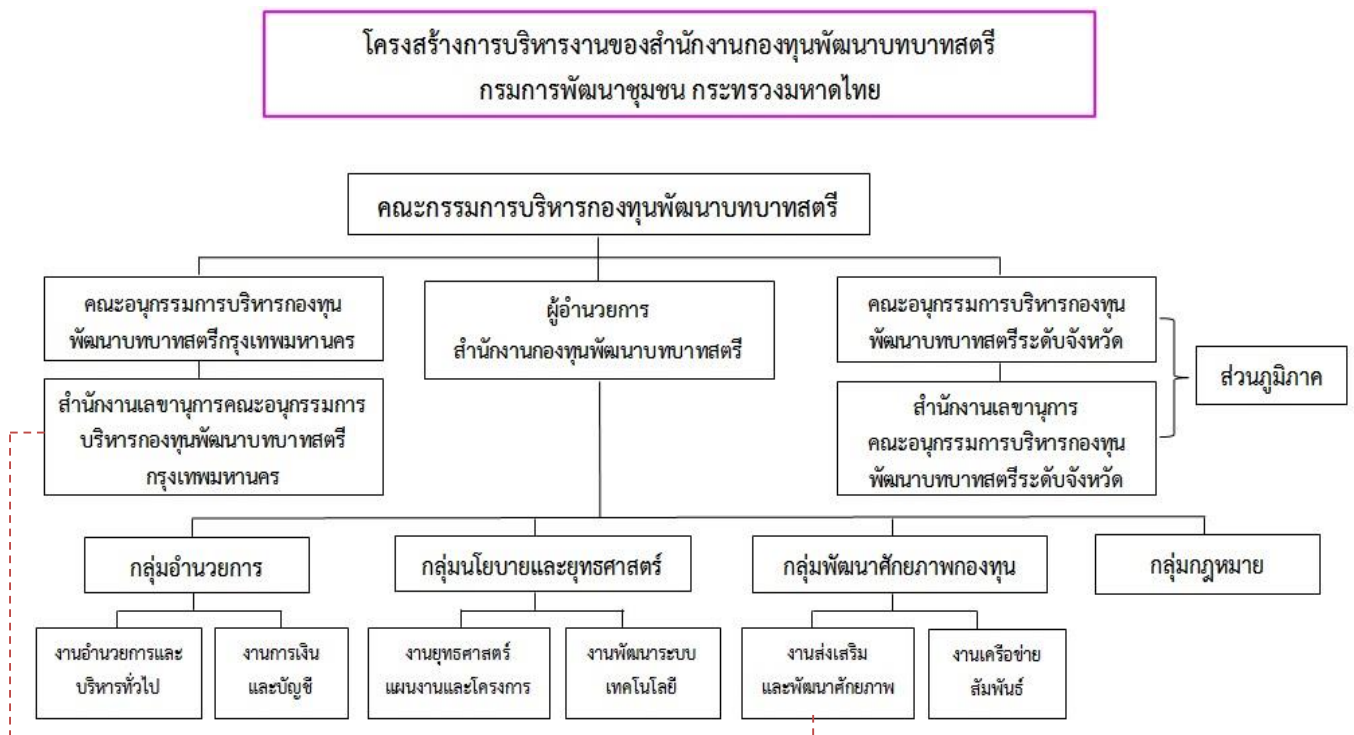 โครงสร้างการบริหารงานของสำนักงานกองทุนพัฒนาบทบาทสตรี
กรมการพัฒนาชุมชน กระทรวงมหาดไทย
คณะกรรมการบริหารกองทุนพัฒนาบทบาทสตรี
คณะอนุกรรมการบริหารกองทุน
พัฒนาบทบาทสตรีกรุงเทพมหานคร
ผู้อำนวยการ
สำนักงานกองทุนพัฒนาบทบาทสตรี
คณะอนุกรรมการบริหารกองทุน
พัฒนาบทบาทสตรีระดับจังหวัด
ส่วนภูมิภาค
สำนักงานเลขานุการคณะอนุกรรมการ
บริหารกองทุนพัฒนาบทบาทสตรี
กรุงเทพมหานคร
สำนักงานเลขานุการ
คณะอนุกรรมการบริหารกองทุน
พัฒนาบทบาทสตรีระดับจังหวัด
กลุ่มอำนวยการ
กลุ่มนโยบายและยุทธศาสตร์
กลุ่มพัฒนาศักยภาพกองทุน
กลุ่มกฎหมาย
งานอำนวยการและ
บริหารทั่วไป
งานการเงิน
และบัญชี
งานยุทธศาสตร์
แผนงานและโครงการ
งานพัฒนาระบบ
เทคโนโลยี
งานส่งเสริม
และพัฒนาศักยภาพ
งานเครือข่าย
สัมพันธ์